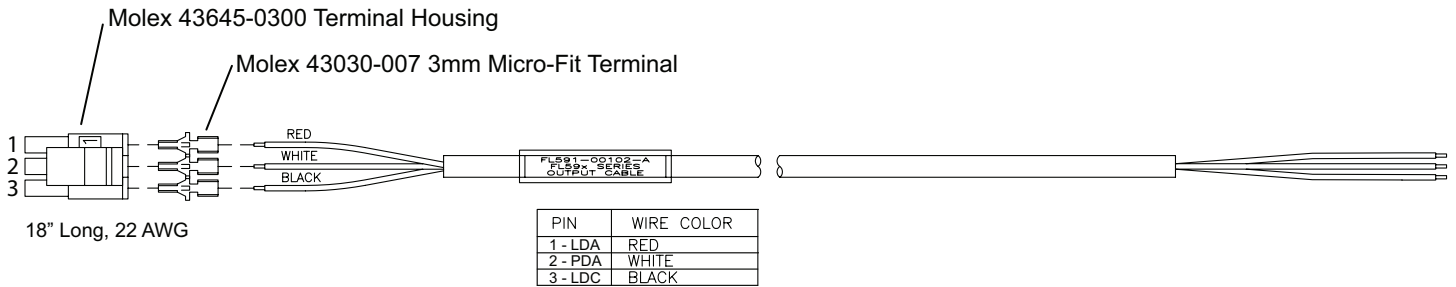 Molex 43645-0300 Terminal Housing
Molex 43030-007 3mm Micro-Fit Terminal
1
2
3
1
RED
WHITE
BLACK
FL591-00102-A
FL59x SERIES
OUTPUT CABLE
18” Long, 22 AWG
PIN WIRE COLOR
1 - LDA RED
2 - PDA WHITE
3 - LDC BLACK